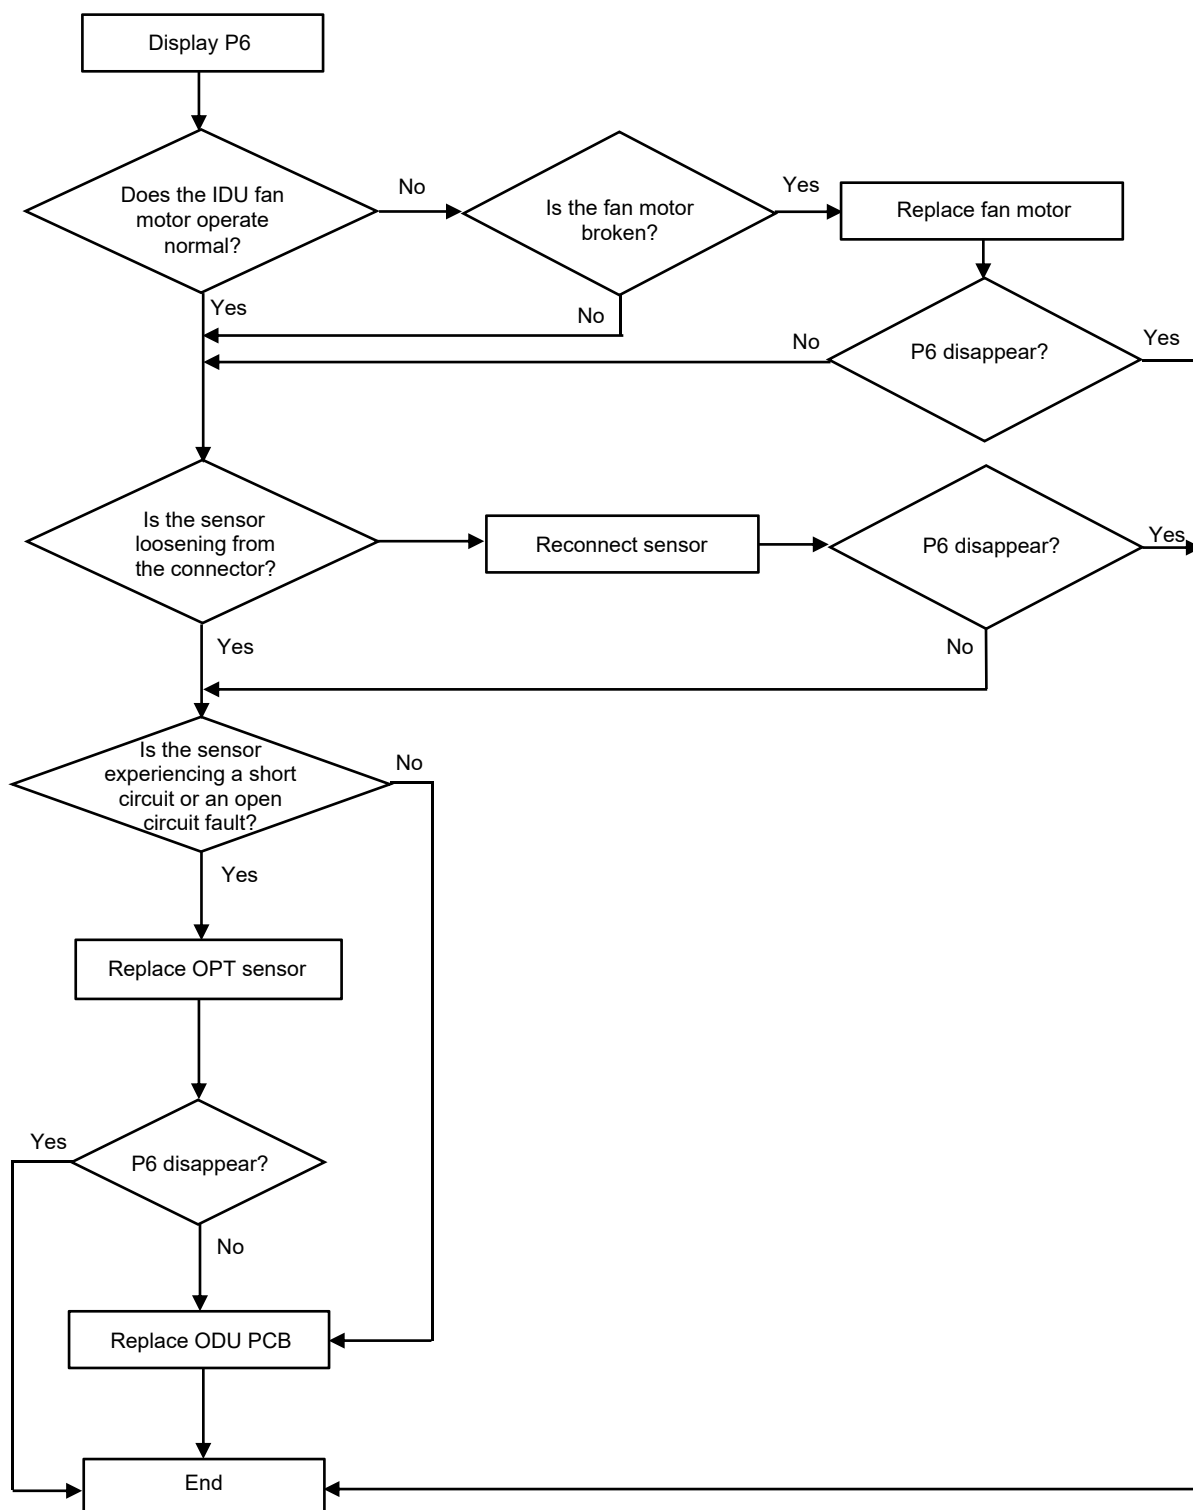 Display P6
Does the IDU fan
motor operate
normal?
No
Is the fan motor
broken?
Yes
Replace fan motor
Yes
No
No
P6 disappear?
Yes
Is the sensor
loosening from
the connector?
Reconnect sensor
P6 disappear?
Yes
Yes
No
Is the sensor
experiencing a short
circuit or an open
circuit fault?
No
Yes
Replace OPT sensor
Yes
P6 disappear?
No
Replace ODU PCB
End